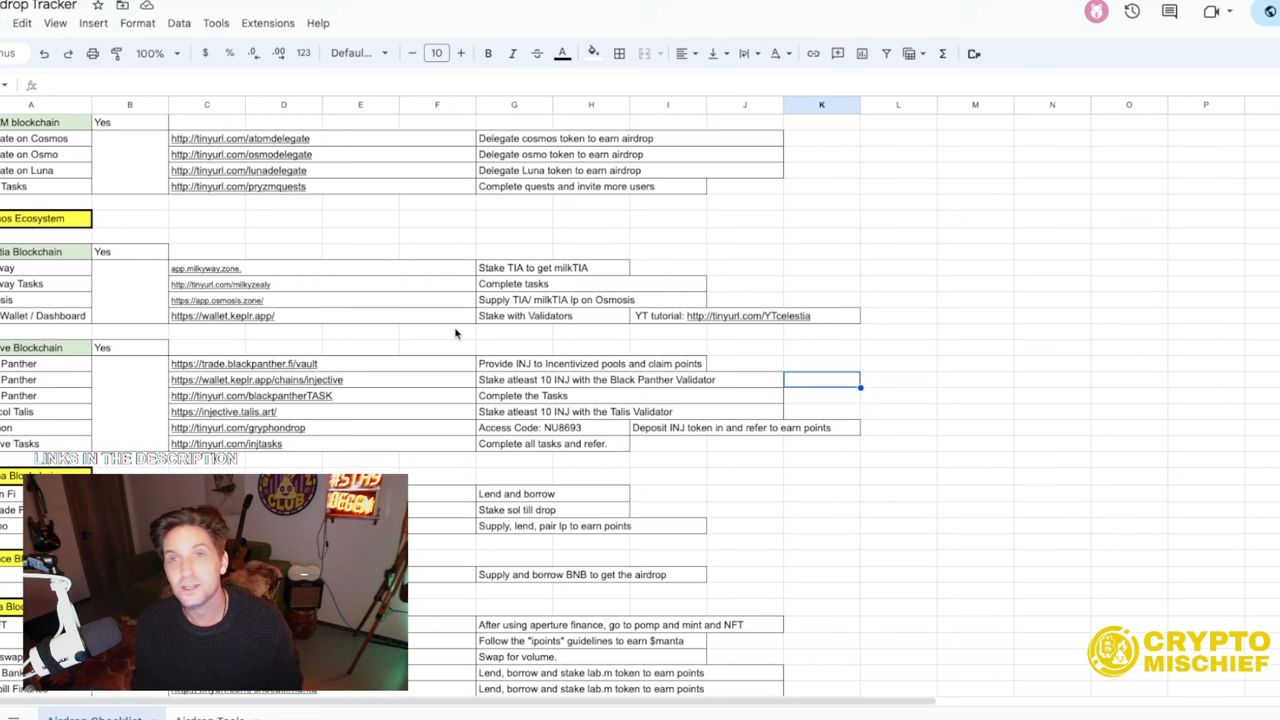 drop Tracker
Edit View Insert Format Data Tools Extensions Help
nus 100% $ % .0 .00 123 Defaul... 10 B I A Σ
fx
A B C D E F G H I J K L M N O P
M blockchain Yes
ate on Cosmos http://tinyurl.com/atomdelegate Delegate cosmos token to earn airdrop
ate on Osmo http://tinyurl.com/osmodelegate Delegate osmo token to earn airdrop
ate on Luna http://tinyurl.com/lunadelegate Delegate Luna token to earn airdrop
Tasks http://tinyurl.com/pryzmquests Complete quests and invite more users
os Ecosystem
tia Blockchain Yes
way app.milkyway.zone. Stake TIA to get milkTIA
way Tasks http://tinyurl.com/milkyzealy Complete tasks
osis https://app.osmosis.zone/ Supply TIA/ milkTIA lp on Osmosis
Wallet / Dashboard https://wallet.keplr.app/ Stake with Validators YT tutorial: http://tinyurl.com/YTcelestia
ve Blockchain Yes
Panther https://trade.blackpanther.fi/vault Provide INJ to Incentivized pools and claim points
Panther https://wallet.keplr.app/chains/injective Stake atleast 10 INJ with the Black Panther Validator
Panther http://tinyurl.com/blackpantherTASK Complete the Tasks
col Talis https://injective.talis.art/ Stake atleast 10 INJ with the Talis Validator
on http://tinyurl.com/gryphondrop Access Code: NU8693 Deposit INJ token in and refer to earn points
ve Tasks http://tinyurl.com/injtasks Complete all tasks and refer.
LINKS IN THE DESCRIPTION
Lend and borrow
Stake sol till drop
Supply, lend, pair lp to earn points
Supply and borrow BNB to get the airdrop
After using aperture finance, go to pomp and mint and NFT
Follow the "ipoints" guidelines to earn $manta
Swap for volume.
Lend, borrow and stake lab.m token to earn points
Lend, borrow and stake lab.m token to earn points
#STAY
DEGEN
CLUB
CRYPTO
MISCHIEF
Airdrop Checklist Airdrop Tools